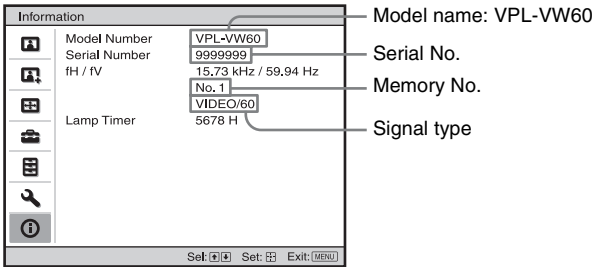 Information
Model Number VPL-VW60
Serial Number 9999999
fH / fV 15.73 kHz / 59.94 Hz
No. 1
VIDEO/60
Lamp Timer 5678 H
Sel: Set: Exit: MENU
Model name: VPL-VW60
Serial No.
Memory No.
Signal type